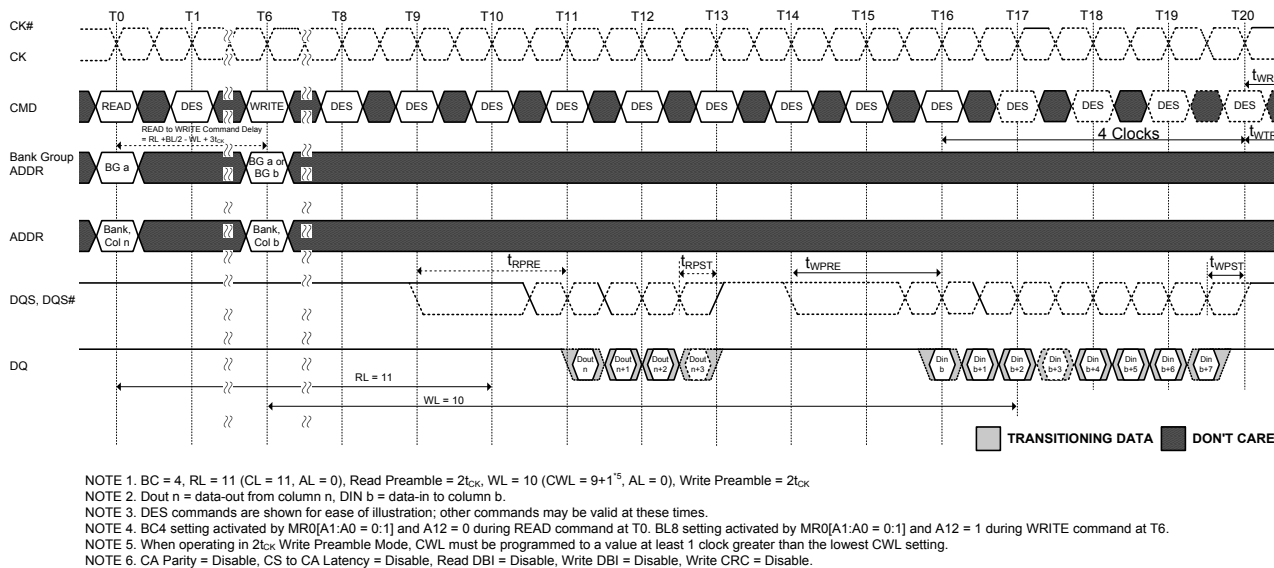 T0 T1 T6 T8 T9 T10 T11 T12 T13 T14 T15 T16 T17 T18 T19 T20
CK#
CK
tWR
CMD READ DES WRITE DES DES DES DES DES DES DES DES DES DES DES DES DES
READ to WRITE Command Delay
= RL +BL/2 - WL + 3tCK
4 Clocks tWTR
Bank Group
ADDR
BG a
BG a or
BG b
ADDR
Bank,
Col n
Bank,
Col b
tRPRE tRPST tWPRE tWPST
DQS, DQS#
DQ
Dout
n
Dout
n+1
Dout
n+2
Dout
n+3
Din
b
Din
b+1
Din
b+2
Din
b+3
Din
b+4
Din
b+5
Din
b+6
Din
b+7
RL = 11
WL = 10
TRANSITIONING DATA DON'T CARE
NOTE 1. BC = 4, RL = 11 (CL = 11, AL = 0), Read Preamble = 2tCK, WL = 10 (CWL = 9+1*5, AL = 0), Write Preamble = 2tCK
NOTE 2. Dout n = data-out from column n, DIN b = data-in to column b.
NOTE 3. DES commands are shown for ease of illustration; other commands may be valid at these times.
NOTE 4. BC4 setting activated by MR0[A1:A0 = 0:1] and A12 = 0 during READ command at T0. BL8 setting activated by MR0[A1:A0 = 0:1] and A12 = 1 during WRITE command at T6.
NOTE 5. When operating in 2tCK Write Preamble Mode, CWL must be programmed to a value at least 1 clock greater than the lowest CWL setting.
NOTE 6. CA Parity = Disable, CS to CA Latency = Disable, Read DBI = Disable, Write DBI = Disable, Write CRC = Disable.